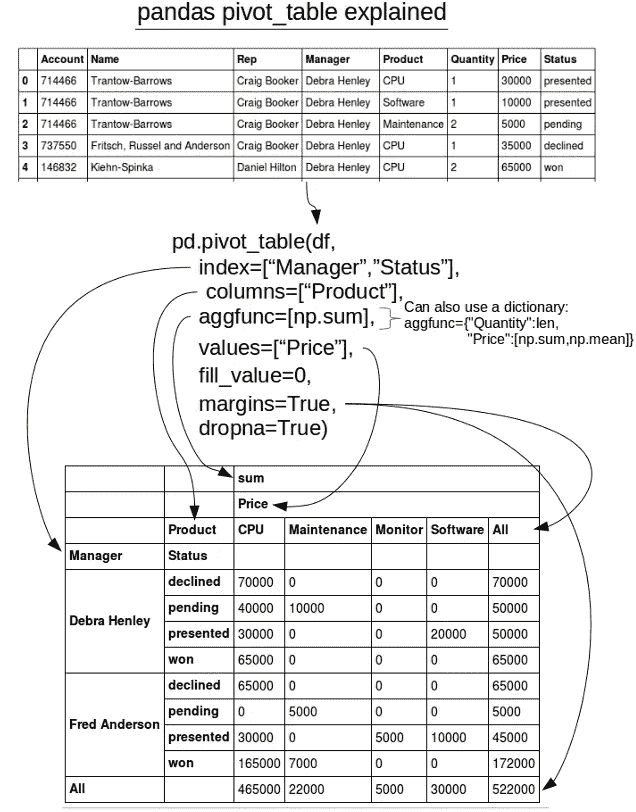 pandas pivot_table explained
Account Name Rep Manager Product Quantity Price Status
0 714466 Trantow-Barrows Craig Booker Debra Henley CPU 1 30000 presented
1 714466 Trantow-Barrows Craig Booker Debra Henley Software 1 10000 presented
2 714466 Trantow-Barrows Craig Booker Debra Henley Maintenance 2 5000 pending
3 737550 Fritsch, Russel and Anderson Craig Booker Debra Henley CPU 1 35000 declined
4 146832 Kiehn-Spinka Daniel Hilton Debra Henley CPU 2 65000 won
pd.pivot_table(df,
index=[“Manager”,”Status”],
columns=[“Product”],
aggfunc=[np.sum],
Can also use a dictionary:
aggfunc={"Quantity":len,
"Price":[np.sum,np.mean]}
values=[“Price”],
fill_value=0,
margins=True,
dropna=True)
sum
Price
Product CPU Maintenance Monitor Software All
Manager Status
Debra Henley
declined 70000 0 0 0 70000
pending 40000 10000 0 0 50000
presented 30000 0 0 20000 50000
won 65000 0 0 0 65000
Fred Anderson
declined 65000 0 0 0 65000
pending 0 5000 0 0 5000
presented 30000 0 5000 10000 45000
won 165000 7000 0 0 172000
All 465000 22000 5000 30000 522000